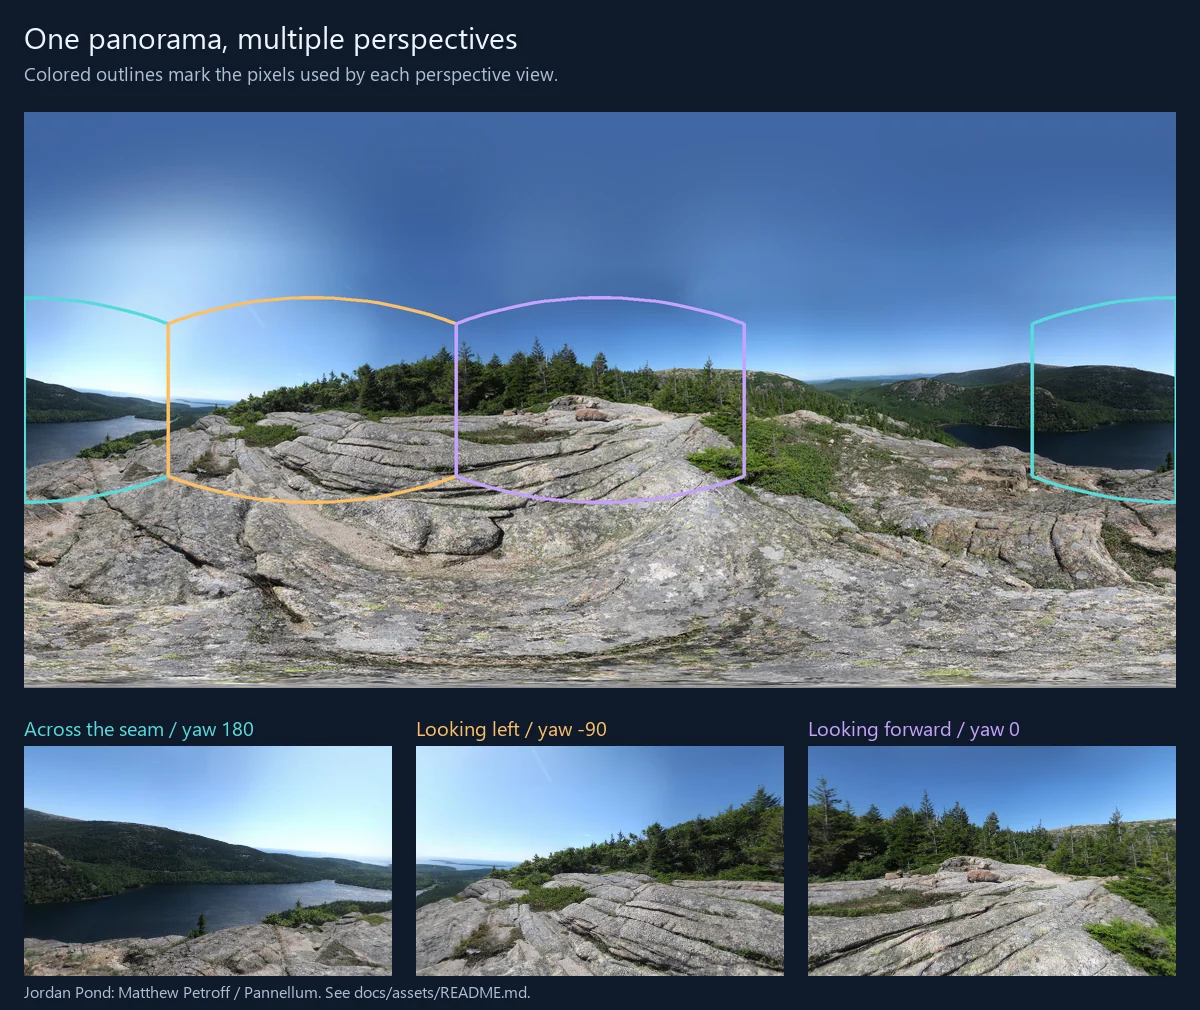 One panorama, multiple perspectives
Colored outlines mark the pixels used by each perspective view.
Across the seam / yaw 180
Looking left / yaw -90
Looking forward / yaw 0
Jordan Pond: Matthew Petroff / Pannellum. See docs/assets/README.md.